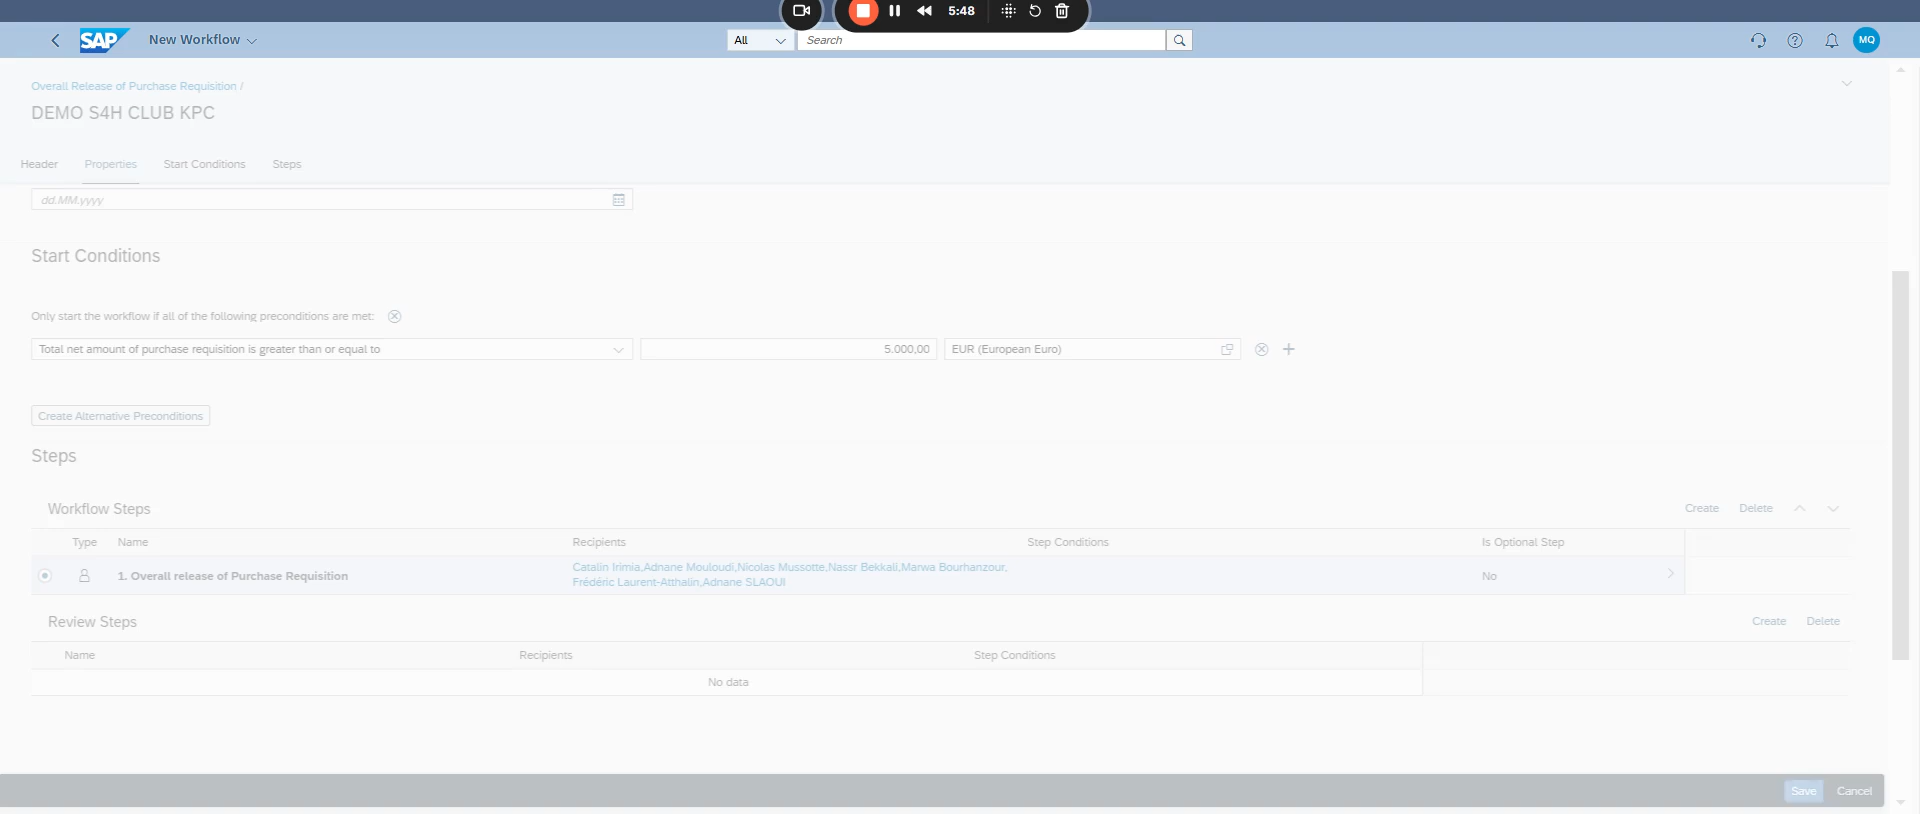 5:48
SAP
New Workflow
All
Search
MQ
Overall Release of Purchase Requisition /
DEMO S4H CLUB KPC
Header
Properties
Start Conditions
Steps
dd.MM.yyyy
Start Conditions
Only start the workflow if all of the following preconditions are met:
Total net amount of purchase requisition is greater than or equal to
5.000,00
EUR (European Euro)
Create Alternative Preconditions
Steps
Workflow Steps
Create
Delete
Type
Name
Recipients
Step Conditions
Is Optional Step
1. Overall release of Purchase Requisition
Catalin Irimia,Adnane Mouloudi,Nicolas Mussotte,Nassr Bekkali,Marwa Bourhanzour,
Frédéric Laurent-Atthalin,Adnane SLAOUI
No
Review Steps
Create
Delete
Name
Recipients
Step Conditions
No data
Save
Cancel